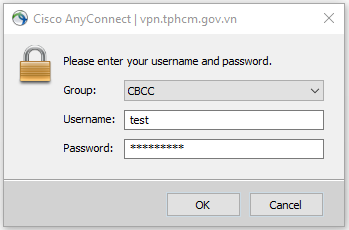 Cisco AnyConnect | vpn.tphcm.gov.vn
Please enter your username and password.
Group: CBCC
Username: test
Password: *********
OK Cancel